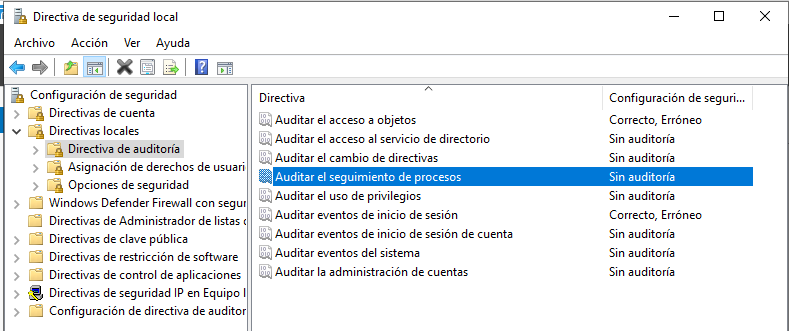 Directiva de seguridad local
Archivo Acción Ver Ayuda
Configuración de seguridad
Directivas de cuenta
Directivas locales
Directiva de auditoría
Asignación de derechos de usuari
Opciones de seguridad
Windows Defender Firewall con segur
Directivas de Administrador de listas d
Directivas de clave pública
Directivas de restricción de software
Directivas de control de aplicaciones
Directivas de seguridad IP en Equipo l
Configuración de directiva de auditor
Directiva Configuración de seguri...
Auditar el acceso a objetos Correcto, Erróneo
Auditar el acceso al servicio de directorio Sin auditoría
Auditar el cambio de directivas Sin auditoría
Auditar el seguimiento de procesos Sin auditoría
Auditar el uso de privilegios Sin auditoría
Auditar eventos de inicio de sesión Correcto, Erróneo
Auditar eventos de inicio de sesión de cuenta Sin auditoría
Auditar eventos del sistema Sin auditoría
Auditar la administración de cuentas Sin auditoría